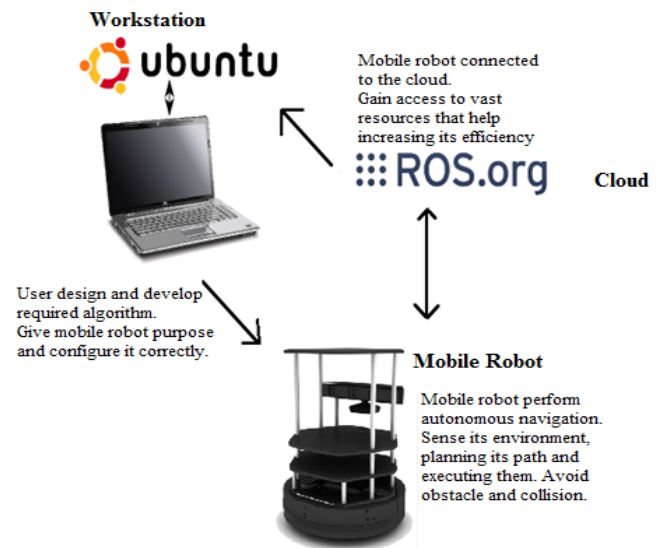 Workstation
ubuntu
Mobile robot connected
to the cloud.
Gain access to vast
resources that help
increasing its efficiency
ROS.org
Cloud
User design and develop
required algorithm.
Give mobile robot purpose
and configure it correctly.
Mobile Robot
Mobile robot perform
autonomous navigation.
Sense its environment,
planning its path and
executing them. Avoid
obstacle and collision.